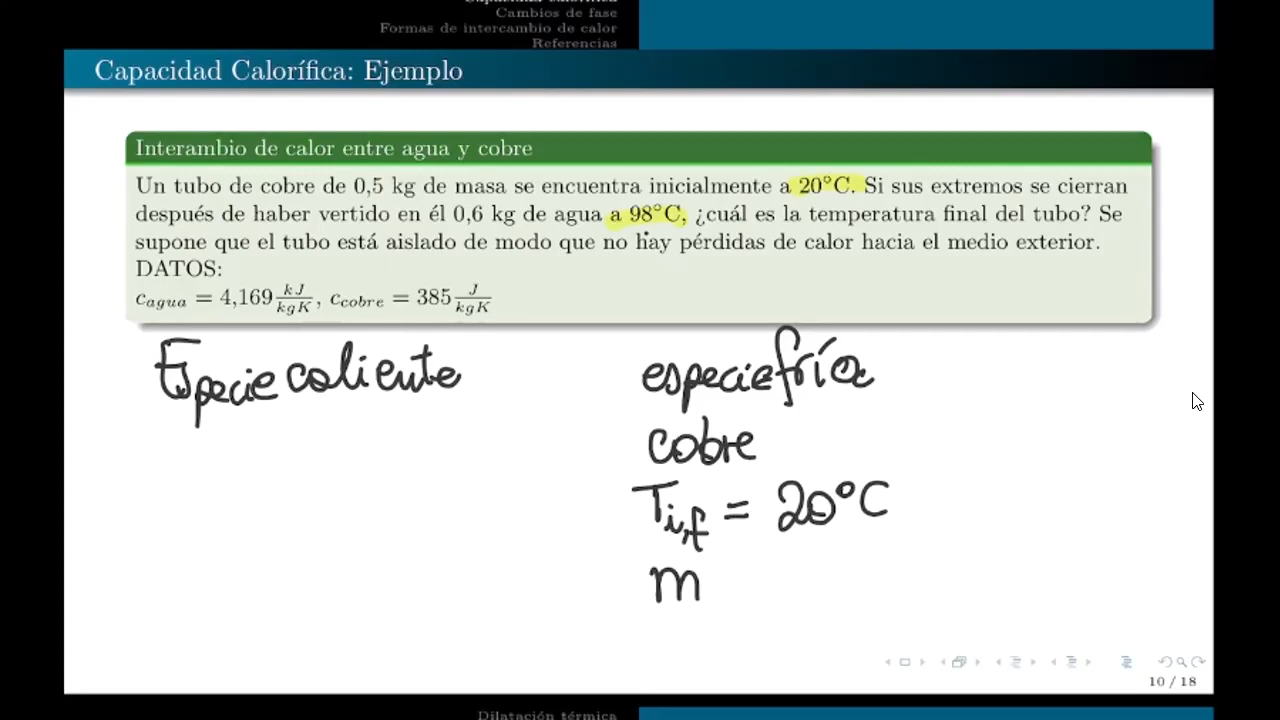 Capacidad Calorífica
Cambios de fase
Formas de intercambio de calor
Referencias
Capacidad Calorífica: Ejemplo
Interambio de calor entre agua y cobre
Un tubo de cobre de 0,5 kg de masa se encuentra inicialmente a 20°C. Si sus extremos se cierran
después de haber vertido en él 0,6 kg de agua a 98°C, ¿cuál es la temperatura final del tubo? Se
supone que el tubo está aislado de modo que no hay pérdidas de calor hacia el medio exterior.
DATOS:
c_agua = 4,169 kJ/kgK, c_cobre = 385 J/kgK
Especie caliente
especie fría
cobre
T_i,f = 20°C
m
10 / 18
Dilatación térmica